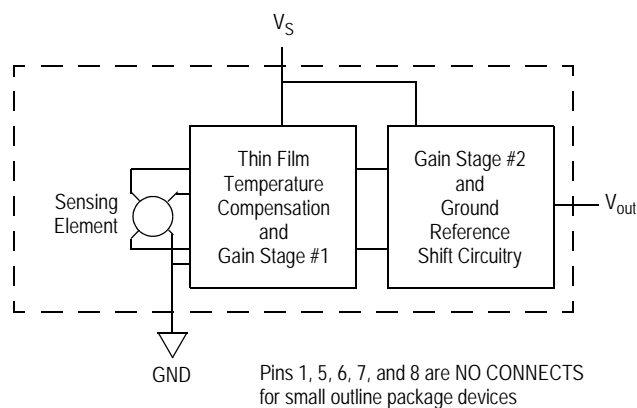 V_S
Thin Film
Temperature
Compensation
and
Gain Stage #1
Gain Stage #2
and
Ground
Reference
Shift Circuitry
Sensing
Element
V_out
GND
Pins 1, 5, 6, 7, and 8 are NO CONNECTS
for small outline package devices